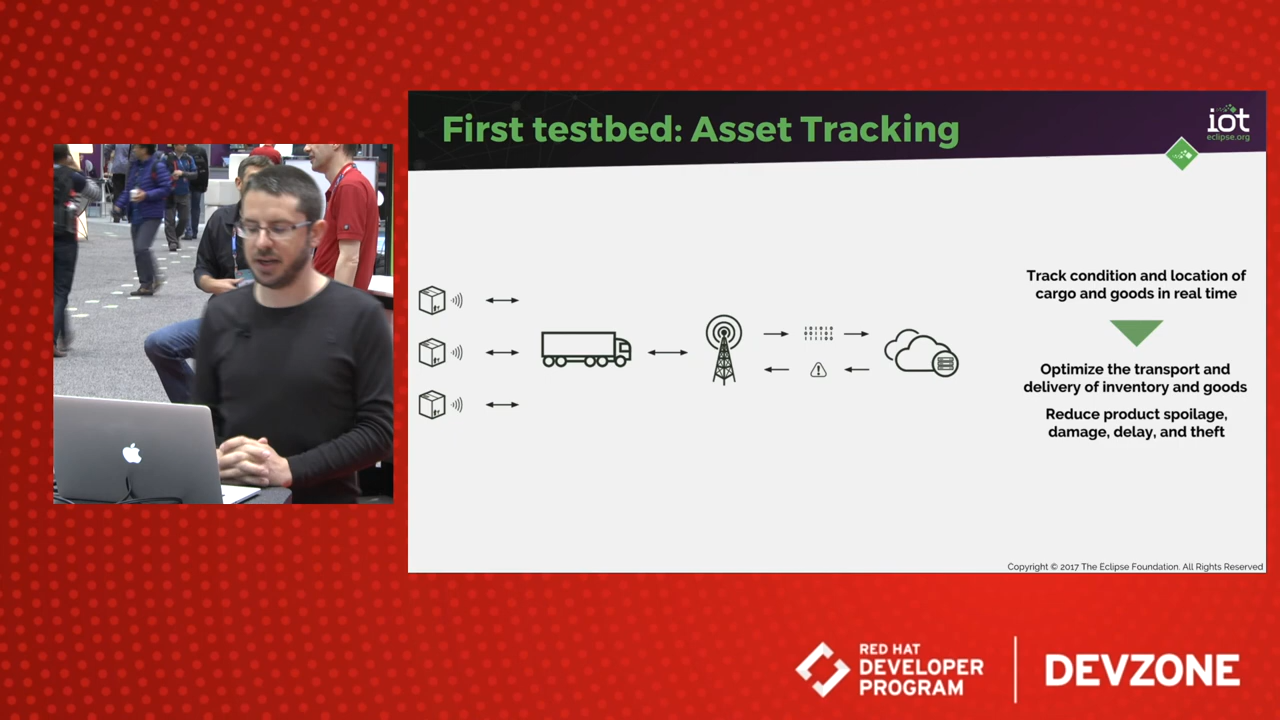 First testbed: Asset Tracking
iot
eclipse.org
Track condition and location of
cargo and goods in real time
Optimize the transport and
delivery of inventory and goods
Reduce product spoilage,
damage, delay, and theft
Copyright © 2017 The Eclipse Foundation. All Rights Reserved
RED HAT
DEVELOPER
PROGRAM
DEVZONE